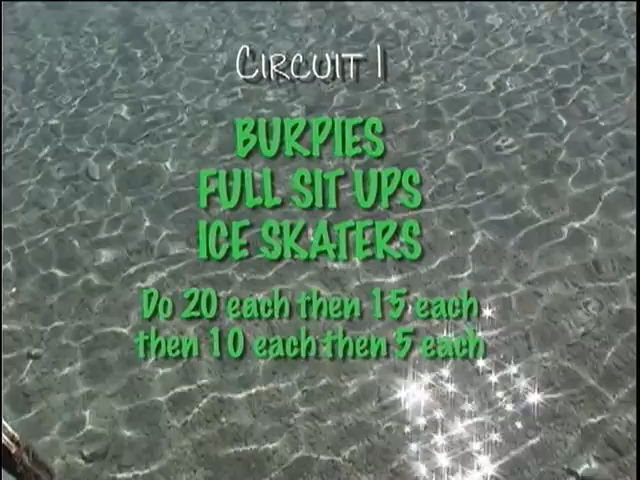 CIRCUIT 1
BURPIES
FULL SIT UPS
ICE SKATERS
Do 20 each then 15 each
then 10 each then 5 each